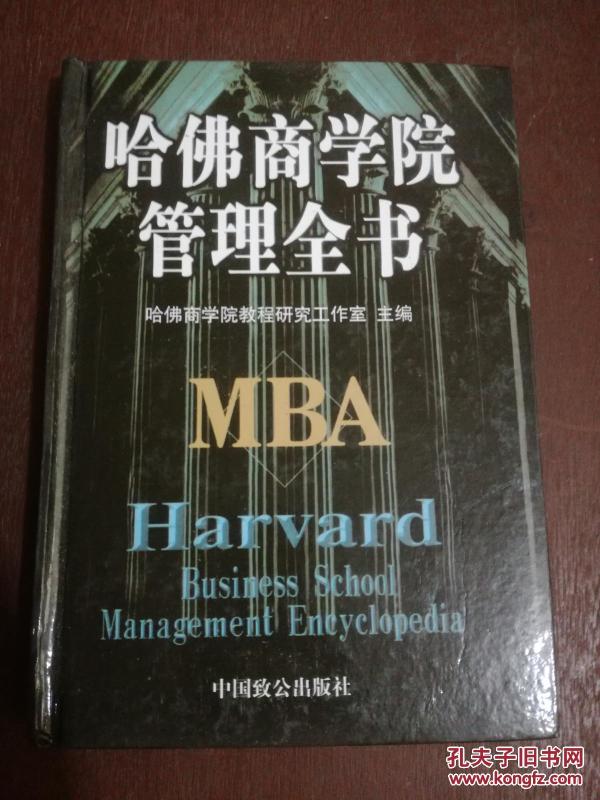 哈佛商学院
管理全书
哈佛商学院教程研究工作室 主编
MBA
Harvard
Business School
Management Encyclopedia
中国致公出版社
孔夫子旧书网
www.kongfz.com